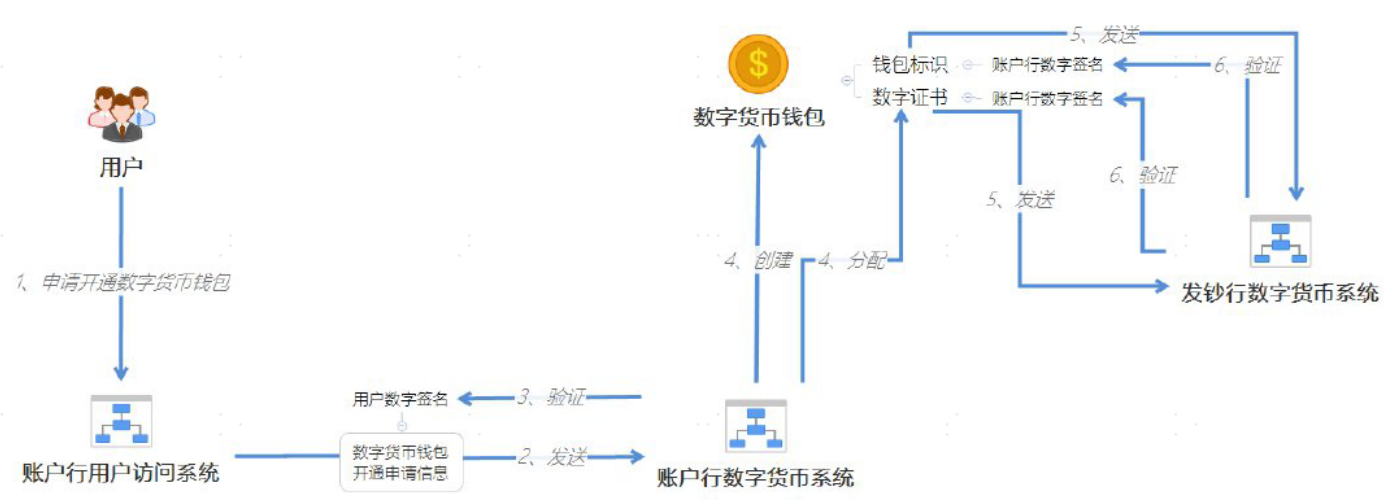 用户
1、申请开通数字货币钱包
账户行用户访问系统
用户数字签名
3、验证
数字货币钱包
开通申请信息
2、发送
账户行数字货币系统
4、创建
4、分配
$
数字货币钱包
钱包标识
账户行数字签名
数字证书
账户行数字签名
5、发送
6、验证
5、发送
6、验证
发钞行数字货币系统